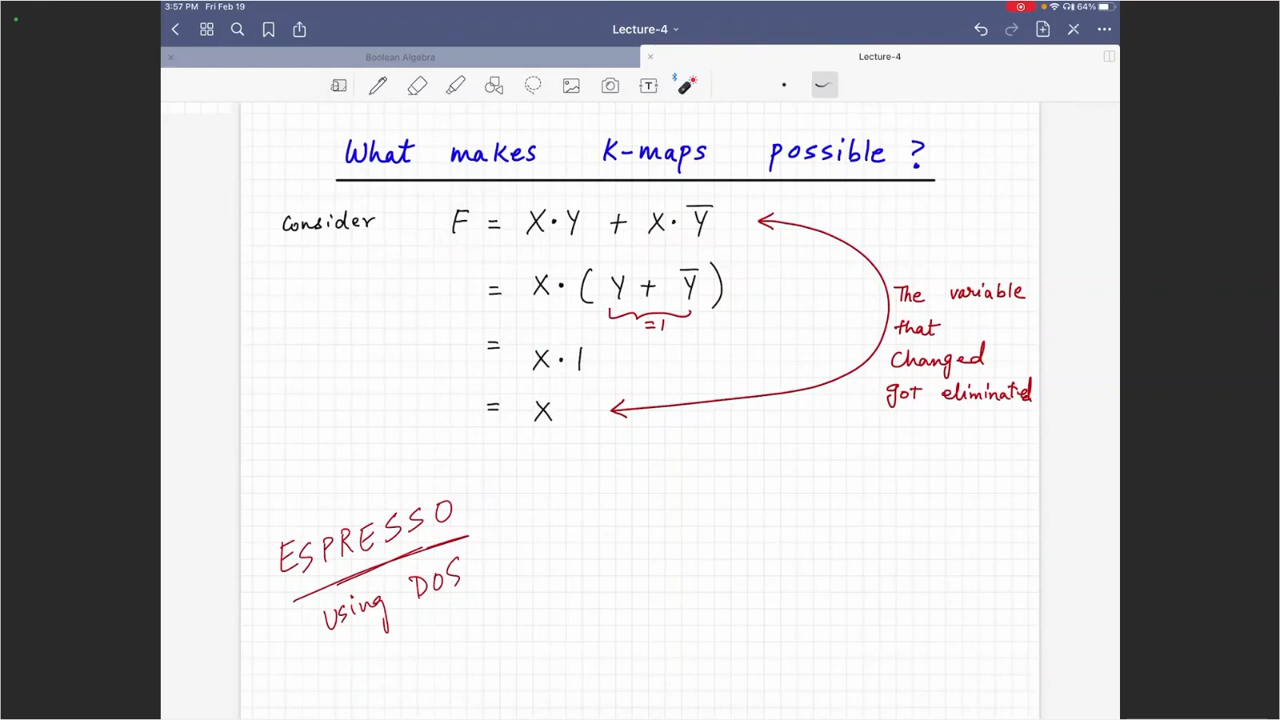 3:57 PM Fri Feb 19
64%
Lecture-4
Boolean Algebra
Lecture-4
T
What makes K-maps possible ?
Consider F = X·Y + X·Y̅
= X·( Y + Y̅ )
=1
= X·1
= X
The variable
that
Changed
got eliminated
ESPRESSO
Using DOS